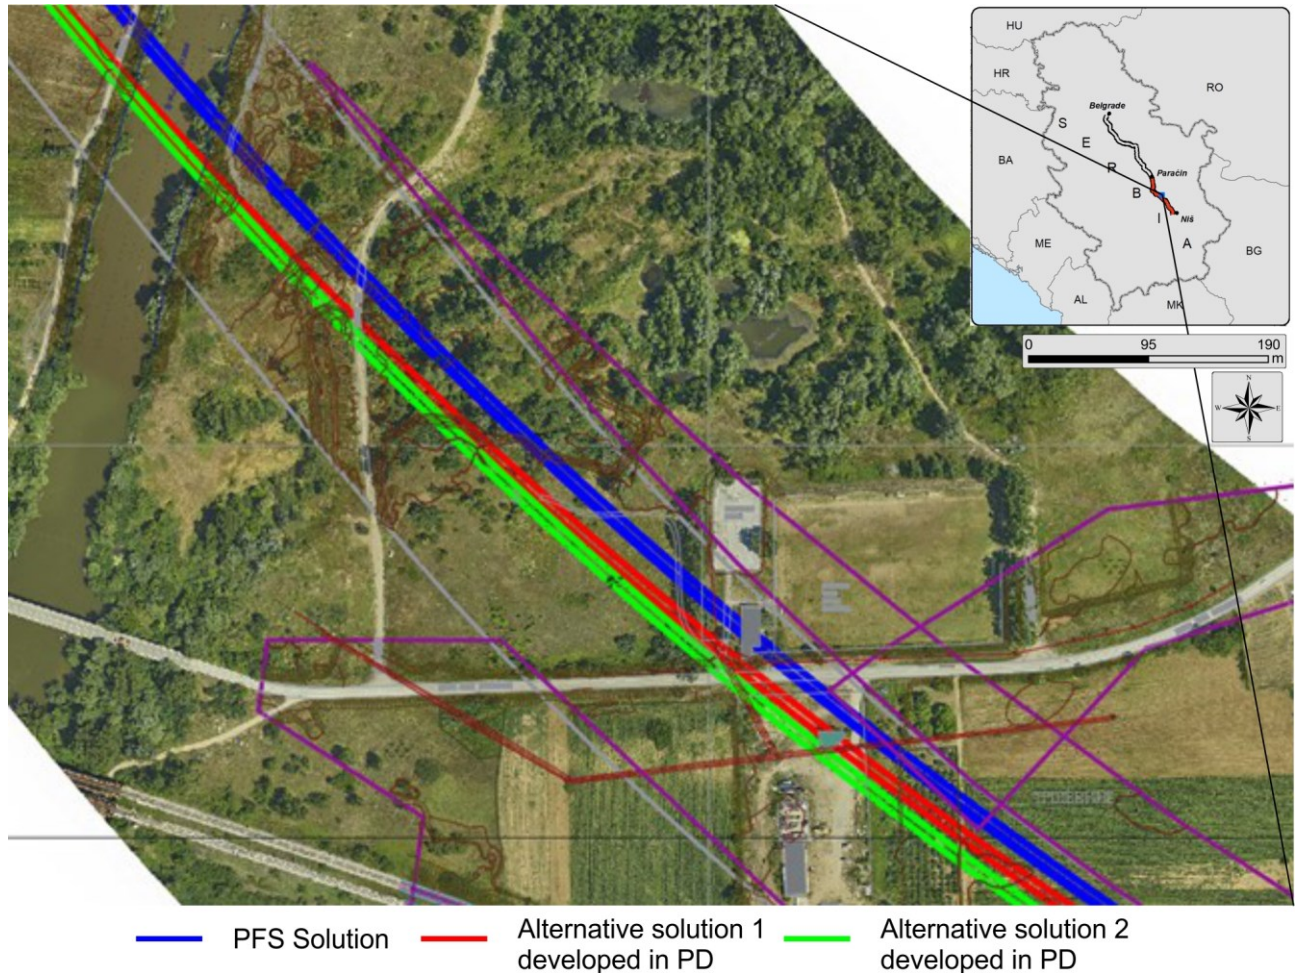 HU
HR
RO
Belgrade
S
E
BA
R
Paraćin
B
I
Niš
ME
A
BG
AL
MK
0 95 190
m
N
W E
S
PFS Solution
Alternative solution 1
developed in PD
Alternative solution 2
developed in PD